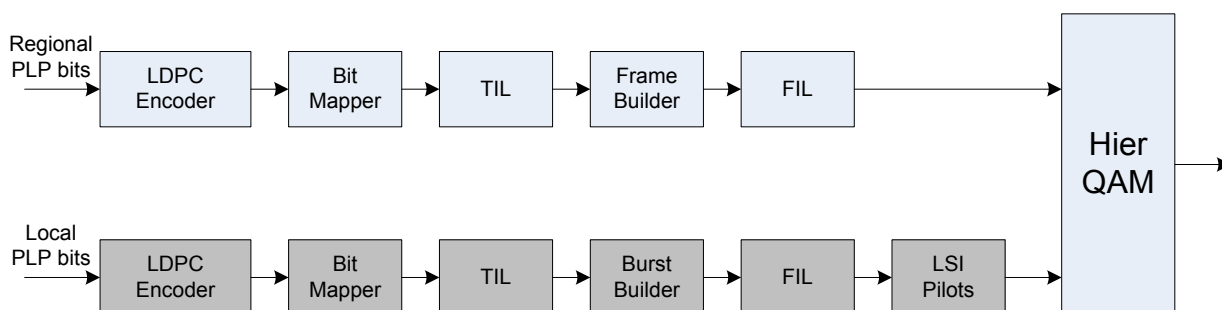 Regional
PLP bits
LDPC
Encoder
Bit
Mapper
TIL
Frame
Builder
FIL
Hier
QAM
Local
PLP bits
LDPC
Encoder
Bit
Mapper
TIL
Burst
Builder
FIL
LSI
Pilots